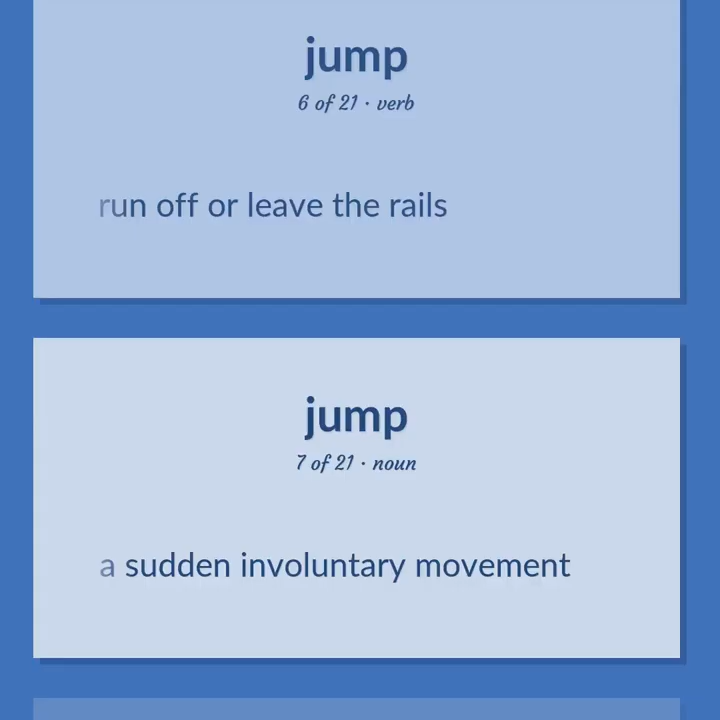 jump
6 of 21 · verb
run off or leave the rails
jump
7 of 21 · noun
a sudden involuntary movement